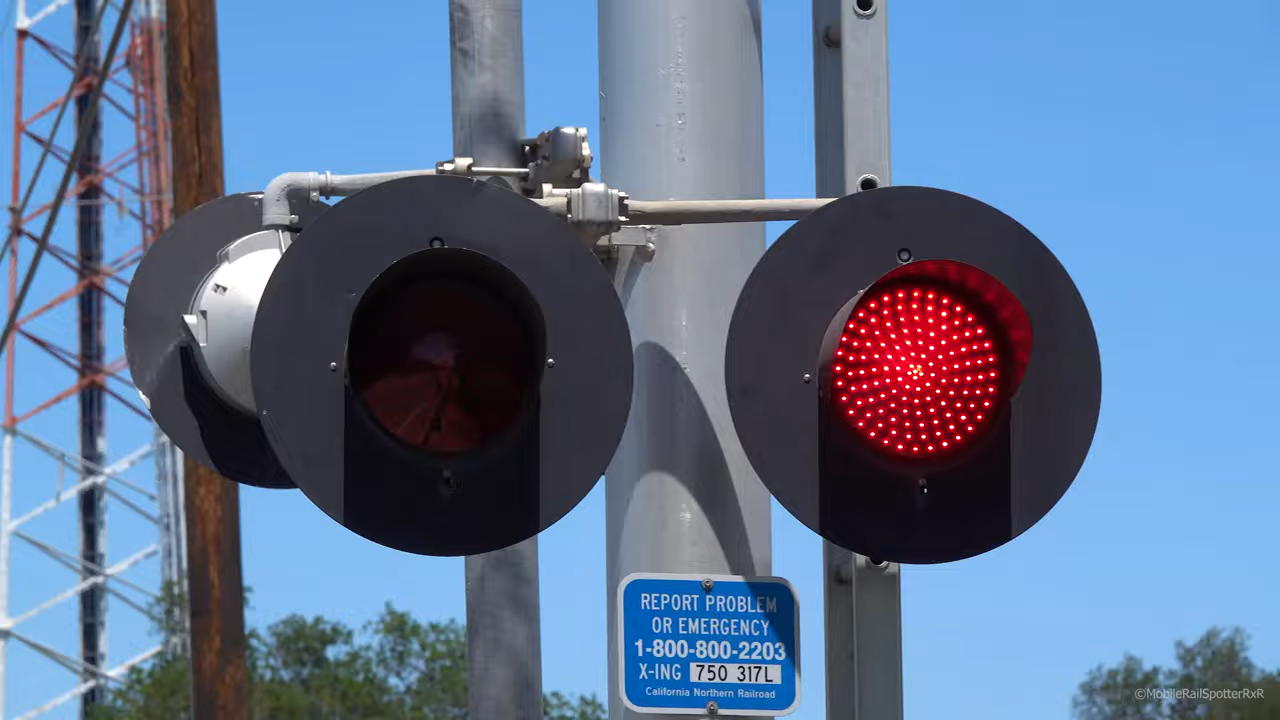 REPORT PROBLEM
OR EMERGENCY
1-800-800-2203
X-ING 750 317L
California Northern Railroad
©MobileRailSpotterRxR